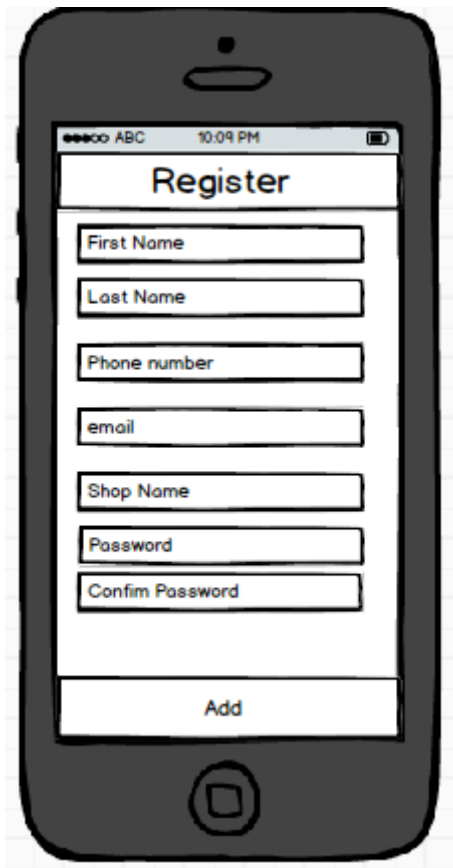 ABC 10:09 PM
Register
First Name
Last Name
Phone number
email
Shop Name
Password
Confim Password
Add